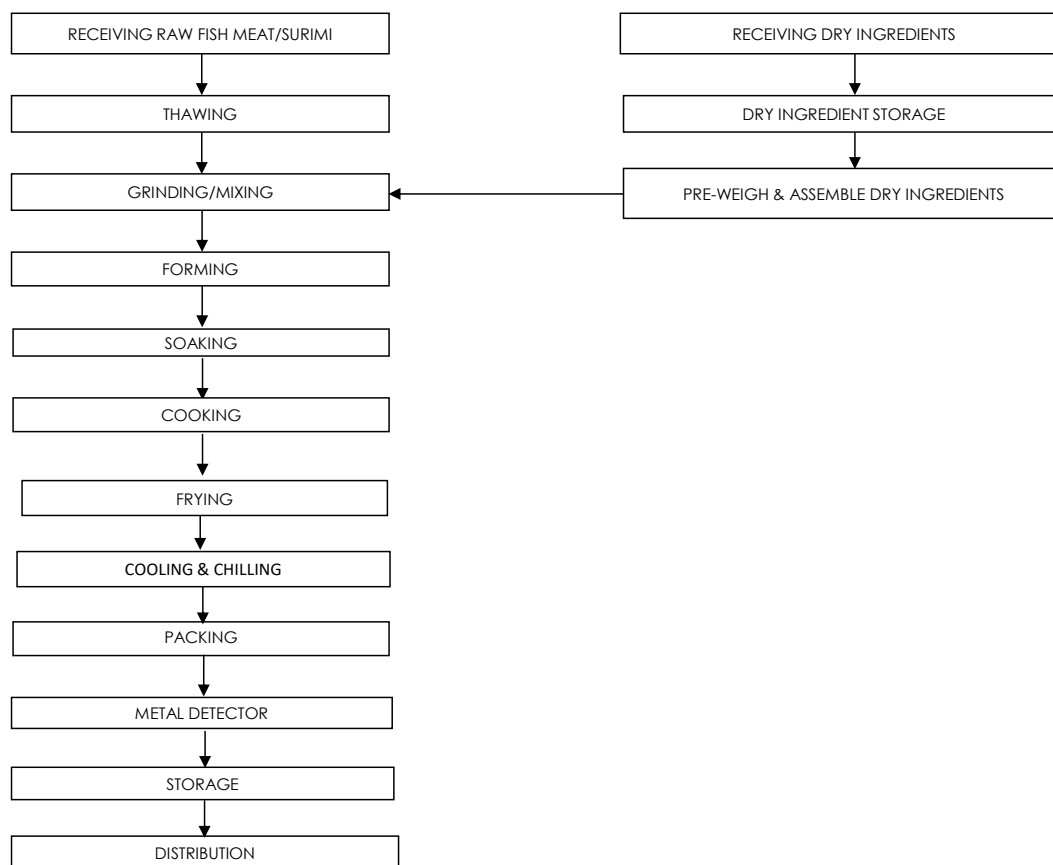 RECEIVING RAW FISH MEAT/SURIMI
RECEIVING DRY INGREDIENTS
THAWING
DRY INGREDIENT STORAGE
GRINDING/MIXING
PRE-WEIGH & ASSEMBLE DRY INGREDIENTS
FORMING
SOAKING
COOKING
FRYING
COOLING & CHILLING
PACKING
METAL DETECTOR
STORAGE
DISTRIBUTION